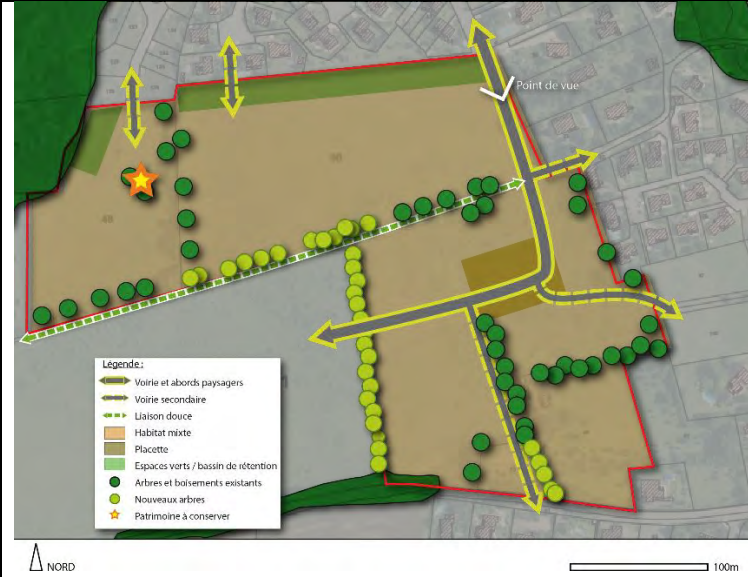 Point de vue
Légende :
Voirie et abords paysagers
Voirie secondaire
Liaison douce
Habitat mixte
Placette
Espaces verts / bassin de rétention
Arbres et boisements existants
Nouveaux arbres
Patrimoine à conserver
NORD
100m